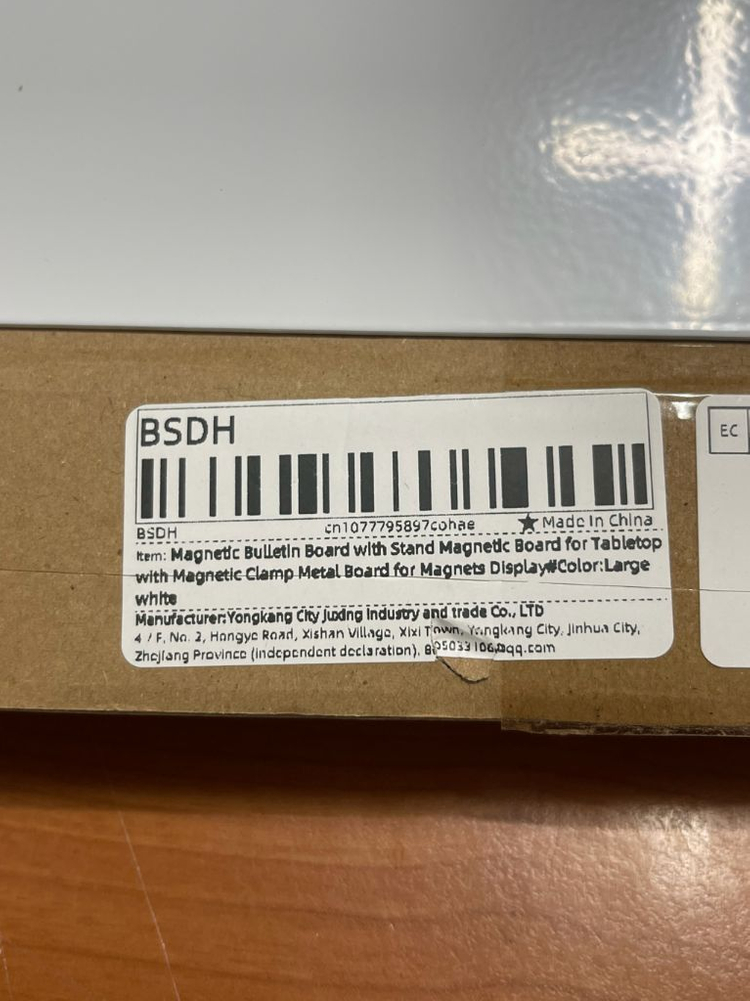 BSDH
BSDH
cn1077795897cohae
★ Made In China
Item: Magnetic Bulletin Board with Stand Magnetic Board for Tabletop
with Magnetic Clamp Metal Board for Magnets Display#Color:Large
white
Manufacturer:Yongkang City Juxing Industry and trade Co., LTD
4 / F, No. 2, Hongye Road, Xishan Village, Xixi Town, Yongkang City, Jinhua City,
Zhejiang Province (independent declaration),
EC